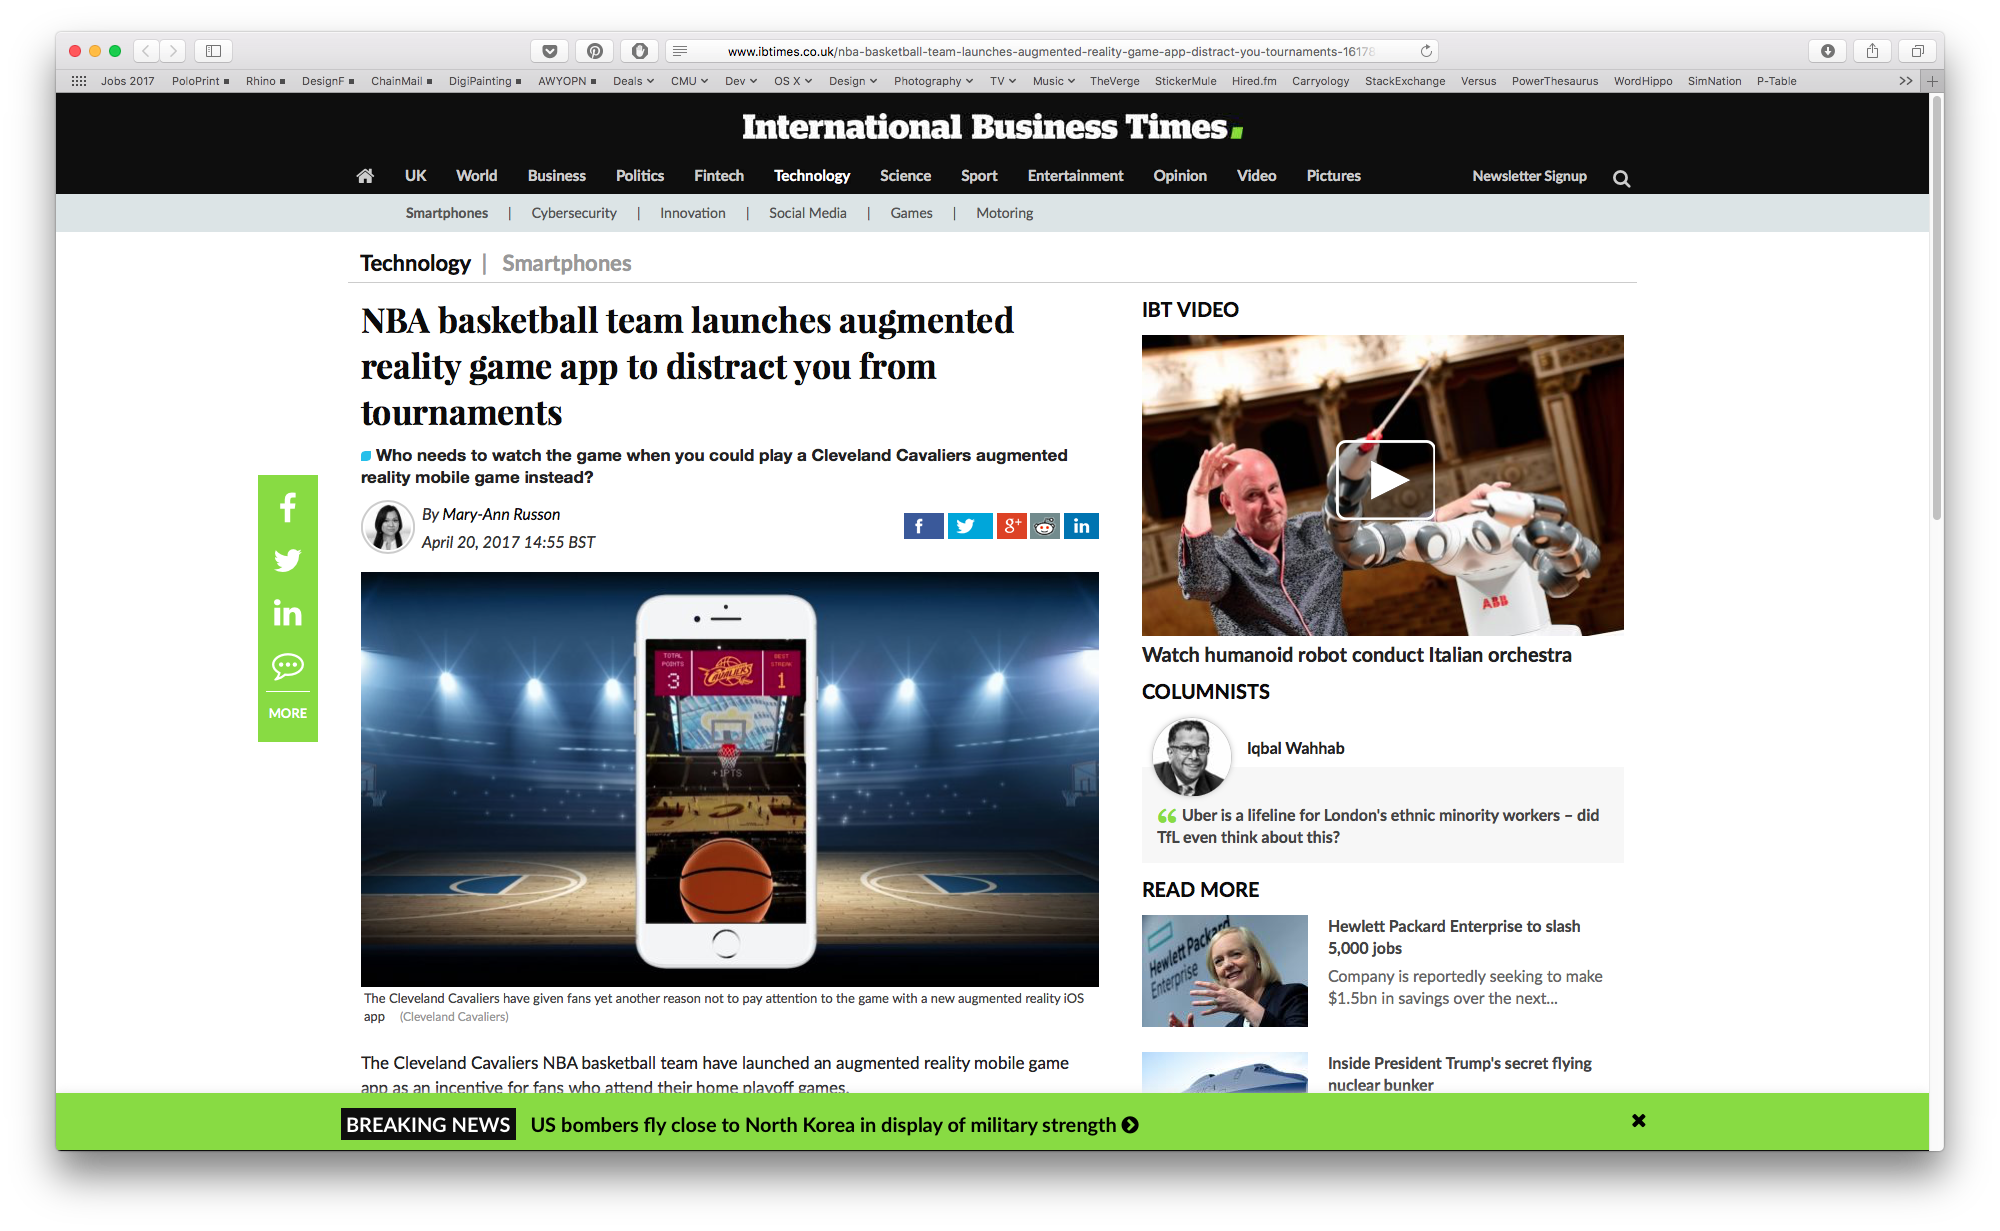 www.ibtimes.co.uk/nba-basketball-team-launches-augmented-reality-game-app-distract-you-tournaments-16178
Jobs 2017 PoloPrint Rhino DesignF ChainMail DigiPainting AWYOPN Deals CMU Dev OS X Design Photography TV Music TheVerge StickerMule Hired.fm Carryology StackExchange Versus PowerThesaurus WordHippo SimNation P-Table
International Business Times
UK World Business Politics Fintech Technology Science Sport Entertainment Opinion Video Pictures Newsletter Signup
Smartphones | Cybersecurity | Innovation | Social Media | Games | Motoring
Technology | Smartphones
NBA basketball team launches augmented
reality game app to distract you from
tournaments
Who needs to watch the game when you could play a Cleveland Cavaliers augmented
reality mobile game instead?
By Mary-Ann Russon
April 20, 2017 14:55 BST
MORE
TOTAL
POINTS
3
CAVALIERS
BEST
STREAK
1
+1PTS
The Cleveland Cavaliers have given fans yet another reason not to pay attention to the game with a new augmented reality iOS
app (Cleveland Cavaliers)
The Cleveland Cavaliers NBA basketball team have launched an augmented reality mobile game
app as an incentive for fans who attend their home playoff games.
IBT VIDEO
ABB
Watch humanoid robot conduct Italian orchestra
COLUMNISTS
Iqbal Wahhab
Uber is a lifeline for London's ethnic minority workers – did
TfL even think about this?
READ MORE
Hewlett Packard
Enterprise
Hewlett Packard Enterprise to slash
5,000 jobs
Company is reportedly seeking to make
$1.5bn in savings over the next...
Inside President Trump's secret flying
nuclear bunker
BREAKING NEWS US bombers fly close to North Korea in display of military strength